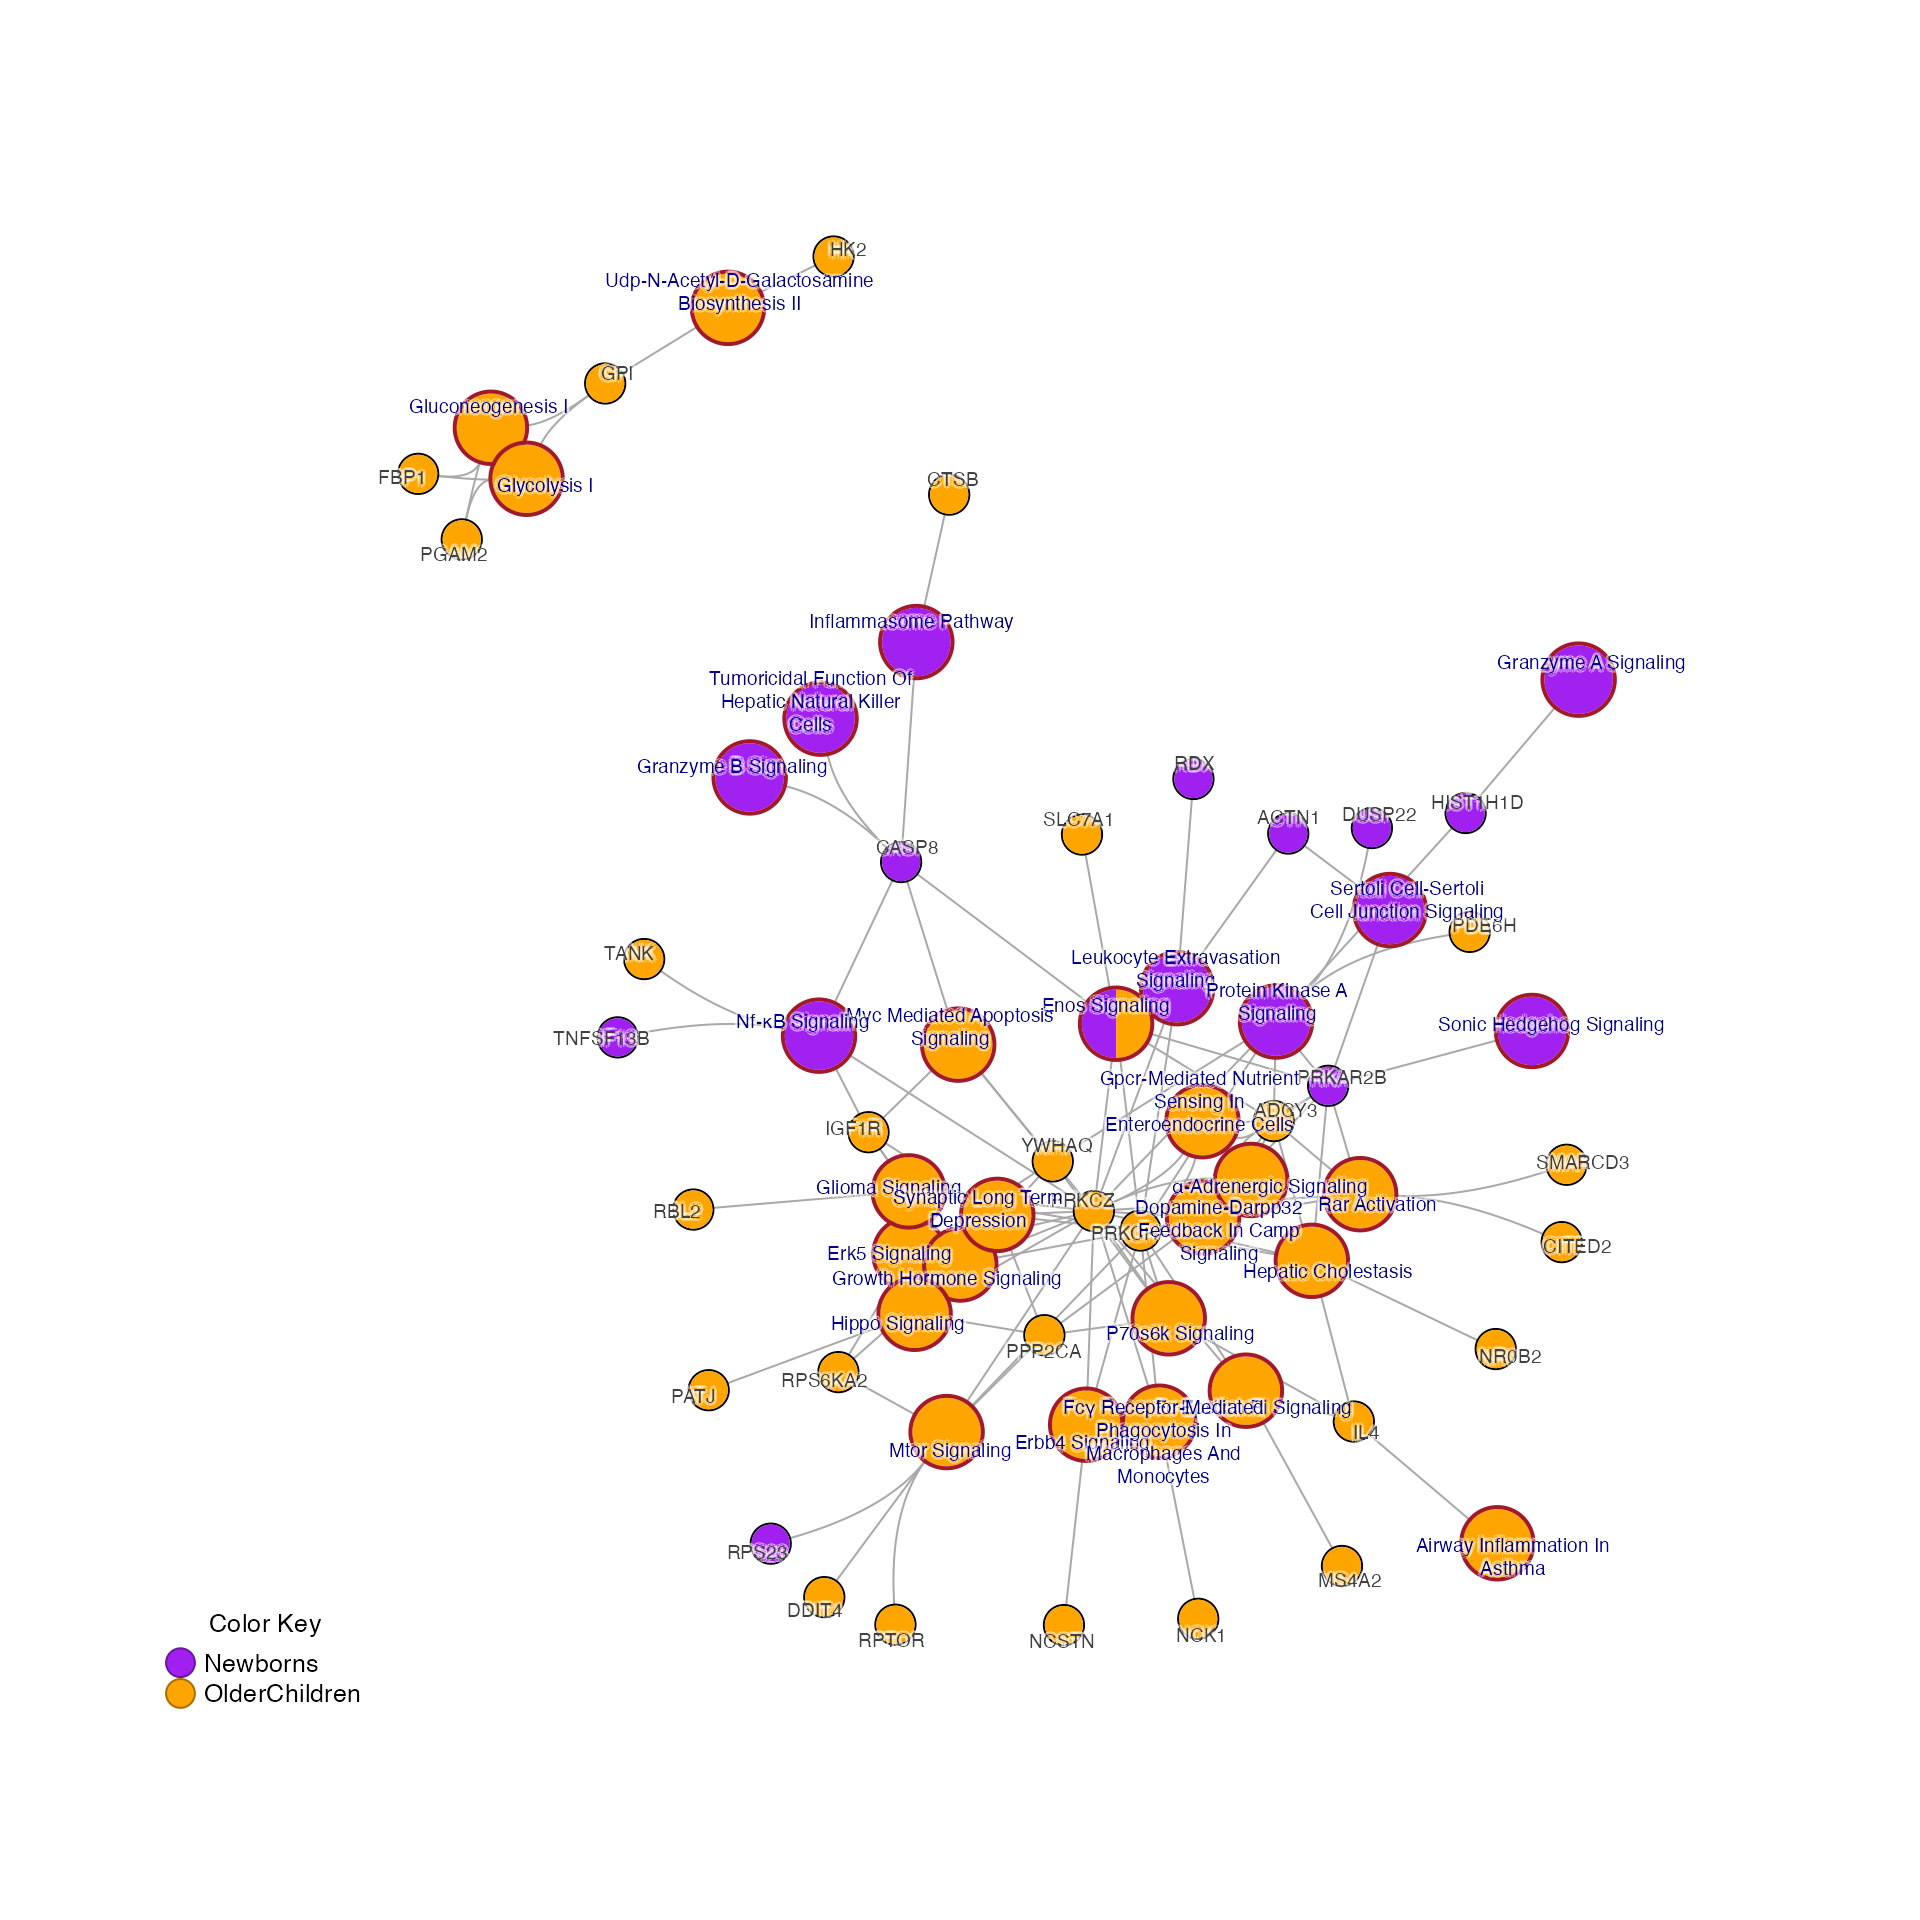 HK2
Udp-N-Acetyl-D-Galactosamine
Biosynthesis II
GPI
Gluconeogenesis I
FBP1
Glycolysis I
PGAM2
CTSB
Inflammasome Pathway
Tumoricidal Function Of
Hepatic Natural Killer
Cells
Granzyme A Signaling
Granzyme B Signaling
RDX
HIST1H1D
SLC7A1
ACTN1
DUSP22
CASP8
Sertoli Cell-Sertoli
Cell Junction Signaling
PDE6H
TANK
Leukocyte Extravasation
Signaling
Protein Kinase A
Signaling
Enos Signaling
Nf-κB Signaling
Myc Mediated Apoptosis
Signaling
Sonic Hedgehog Signaling
TNFSF13B
Gpcr-Mediated Nutrient
Sensing In
Enteroendocrine Cells
PRKAR2B
ADCY3
IGF1R
YWHAQ
SMARCD3
Glioma Signaling
Synaptic Long Term
Depression
PRKCZ
α-Adrenergic Signaling
Rar Activation
RBL2
Dopamine-Darpp32
Feedback In Camp
Signaling
Erk5 Signaling
CITED2
Growth Hormone Signaling
Hepatic Cholestasis
Hippo Signaling
P70s6k Signaling
PPP2CA
NR0B2
RPS6KA2
PATJ
Fcγ Receptor-Mediated
Phagocytosis In
Macrophages And
Monocytes
Signaling
IL4
Mtor Signaling
Erbb4 Signaling
Airway Inflammation In
Asthma
RPS23
MS4A2
DDIT4
RPTOR
NCSTN
NCK1
Color Key
Newborns
OlderChildren